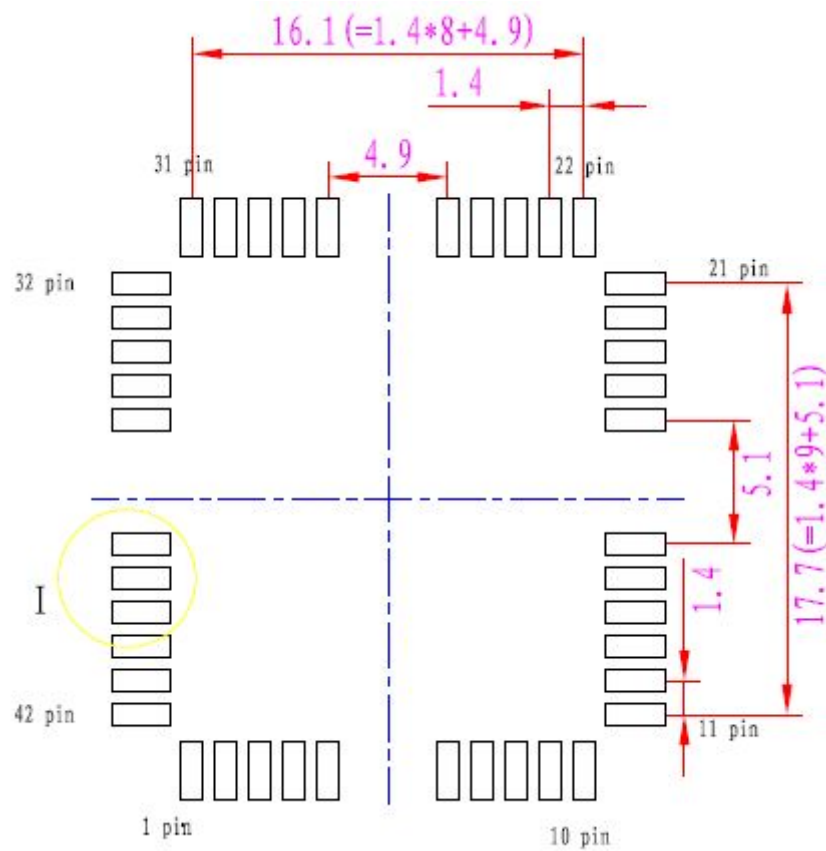 16.1(=1.4*8+4.9)
1.4
31 pin
4.9
22 pin
32 pin
21 pin
5.1
17.7(=1.4*9+5.1)
1.4
I
42 pin
11 pin
1 pin
10 pin